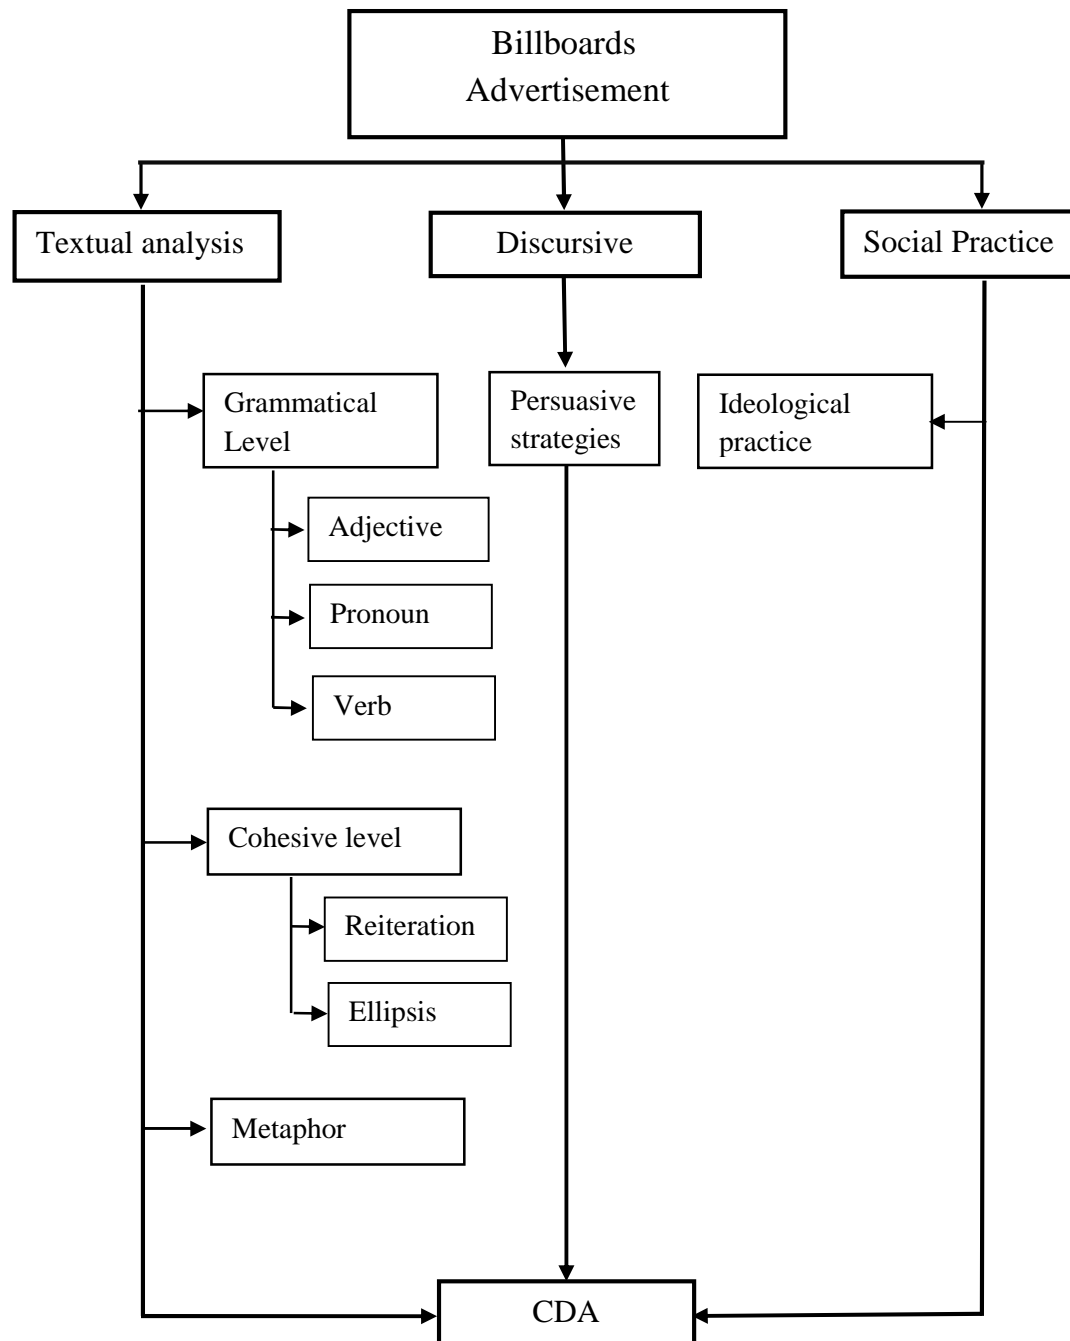 Billboards
Advertisement
Textual analysis
Discursive
Social Practice
Grammatical
Level
Persuasive
strategies
Ideological
practice
Adjective
Pronoun
Verb
Cohesive level
Reiteration
Ellipsis
Metaphor
CDA